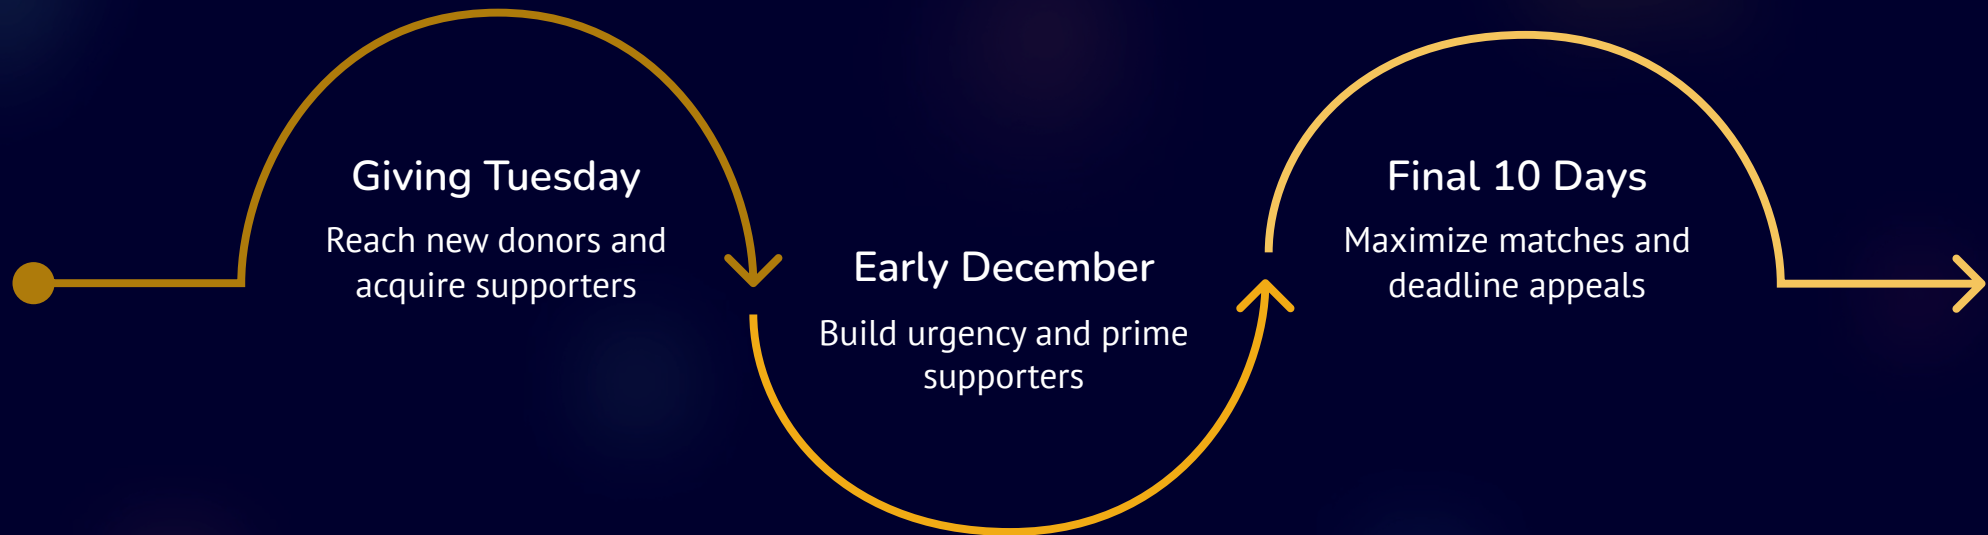 Giving Tuesday
Reach new donors and
acquire supporters
Early December
Build urgency and prime
supporters
Final 10 Days
Maximize matches and
deadline appeals